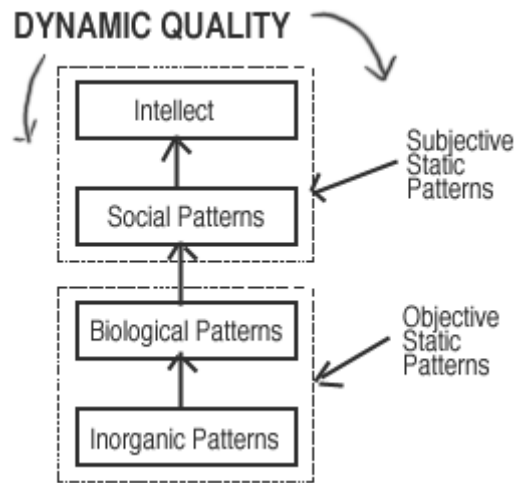 DYNAMIC QUALITY
Intellect
Social Patterns
Subjective
Static
Patterns
Biological Patterns
Inorganic Patterns
Objective
Static
Patterns